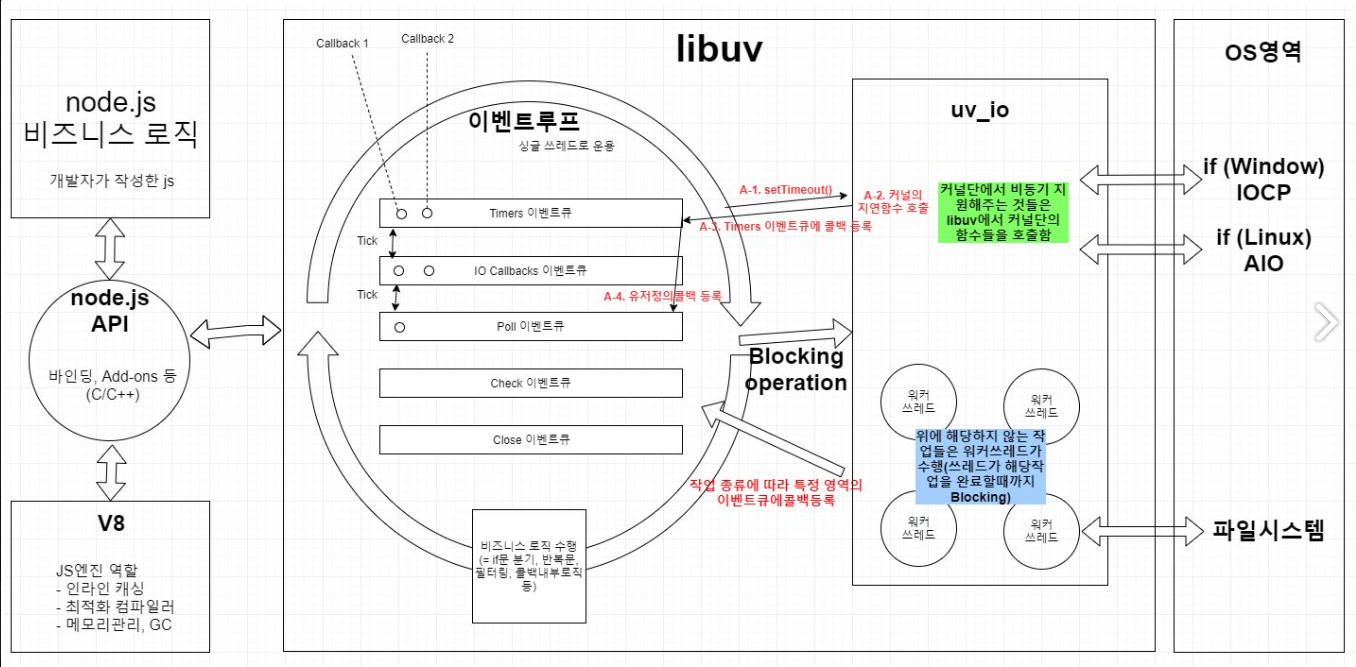 node.js
비즈니스 로직
개발자가 작성한 js
node.js
API
바인딩, Add-ons 등
(C/C++)
V8
JS엔진 역할
- 인라인 캐싱
- 최적화 컴파일러
- 메모리관리, GC
libuv
Callback 1
Callback 2
이벤트루프
싱글 쓰레드로 운용
Timers 이벤트큐
Tick
IO Callbacks 이벤트큐
Tick
Poll 이벤트큐
Check 이벤트큐
Close 이벤트큐
비즈니스 로직 수행
(= if문 분기, 반복문,
필터링, 콜백내부로직
등)
A-1. setTimeout()
A-2. 커널의
지연함수 호출
A-3. Timers 이벤트큐에 콜백 등록
A-4. 유저정의콜백 등록
Blocking
operation
작업 종류에 따라 특정 영역의
이벤트큐에콜백등록
uv_io
커널단에서 비동기 지
원해주는 것들은
libuv에서 커널단의
함수들을 호출함
워커
쓰레드
워커
쓰레드
위에 해당하지 않는 작
업들은 워커쓰레드가
수행(쓰레드가 해당작
업을 완료할때까지
Blocking)
워커
쓰레드
워커
쓰레드
OS영역
if (Window)
IOCP
if (Linux)
AIO
파일시스템